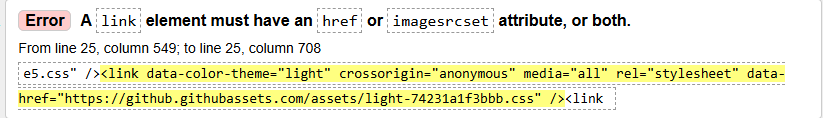 Error A link element must have an href or imagesrcset attribute, or both.
From line 25, column 549; to line 25, column 708
e5.css" /><link data-color-theme="light" crossorigin="anonymous" media="all" rel="stylesheet" data-
href="https://github.githubassets.com/assets/light-74231a1f3bbb.css" /><link